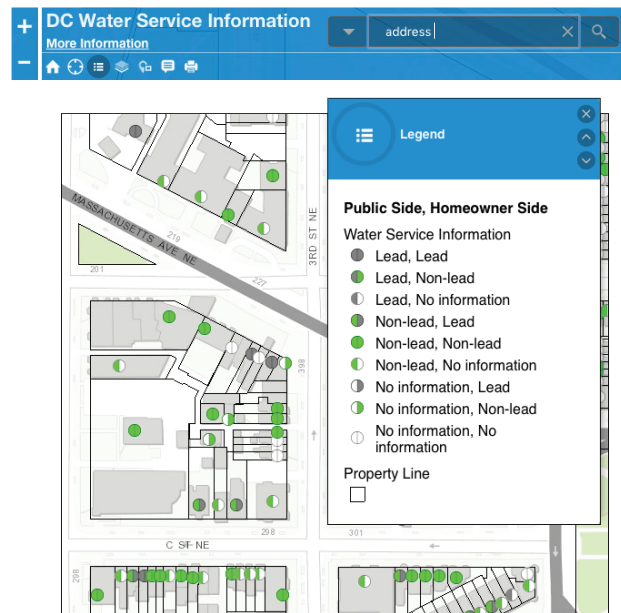 DC Water Service Information
More Information
address
Legend
Public Side, Homeowner Side
Water Service Information
Lead, Lead
Lead, Non-lead
Lead, No information
Non-lead, Lead
Non-lead, Non-lead
Non-lead, No information
No information, Lead
No information, Non-lead
No information, No
information
Property Line
MASSACHUSETTS AVE NE
219
3RD ST NE
201
227
398
298
C ST NE
301
298